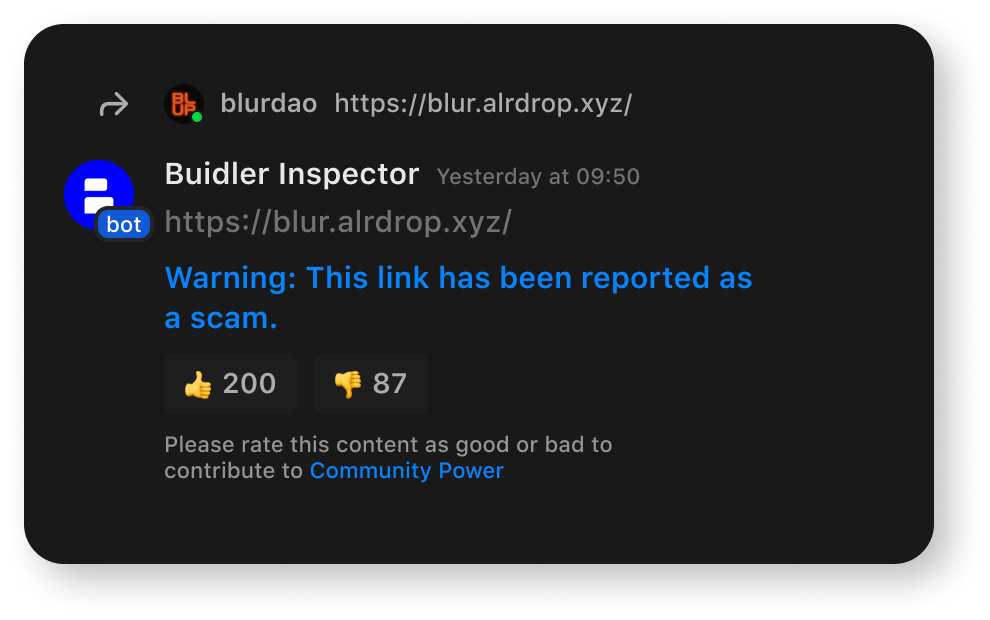 BL
UP
blurdao https://blur.alrdrop.xyz/
Buidler Inspector Yesterday at 09:50
bot
https://blur.alrdrop.xyz/
Warning: This link has been reported as
a scam.
👍 200 👎 87
Please rate this content as good or bad to
contribute to Community Power